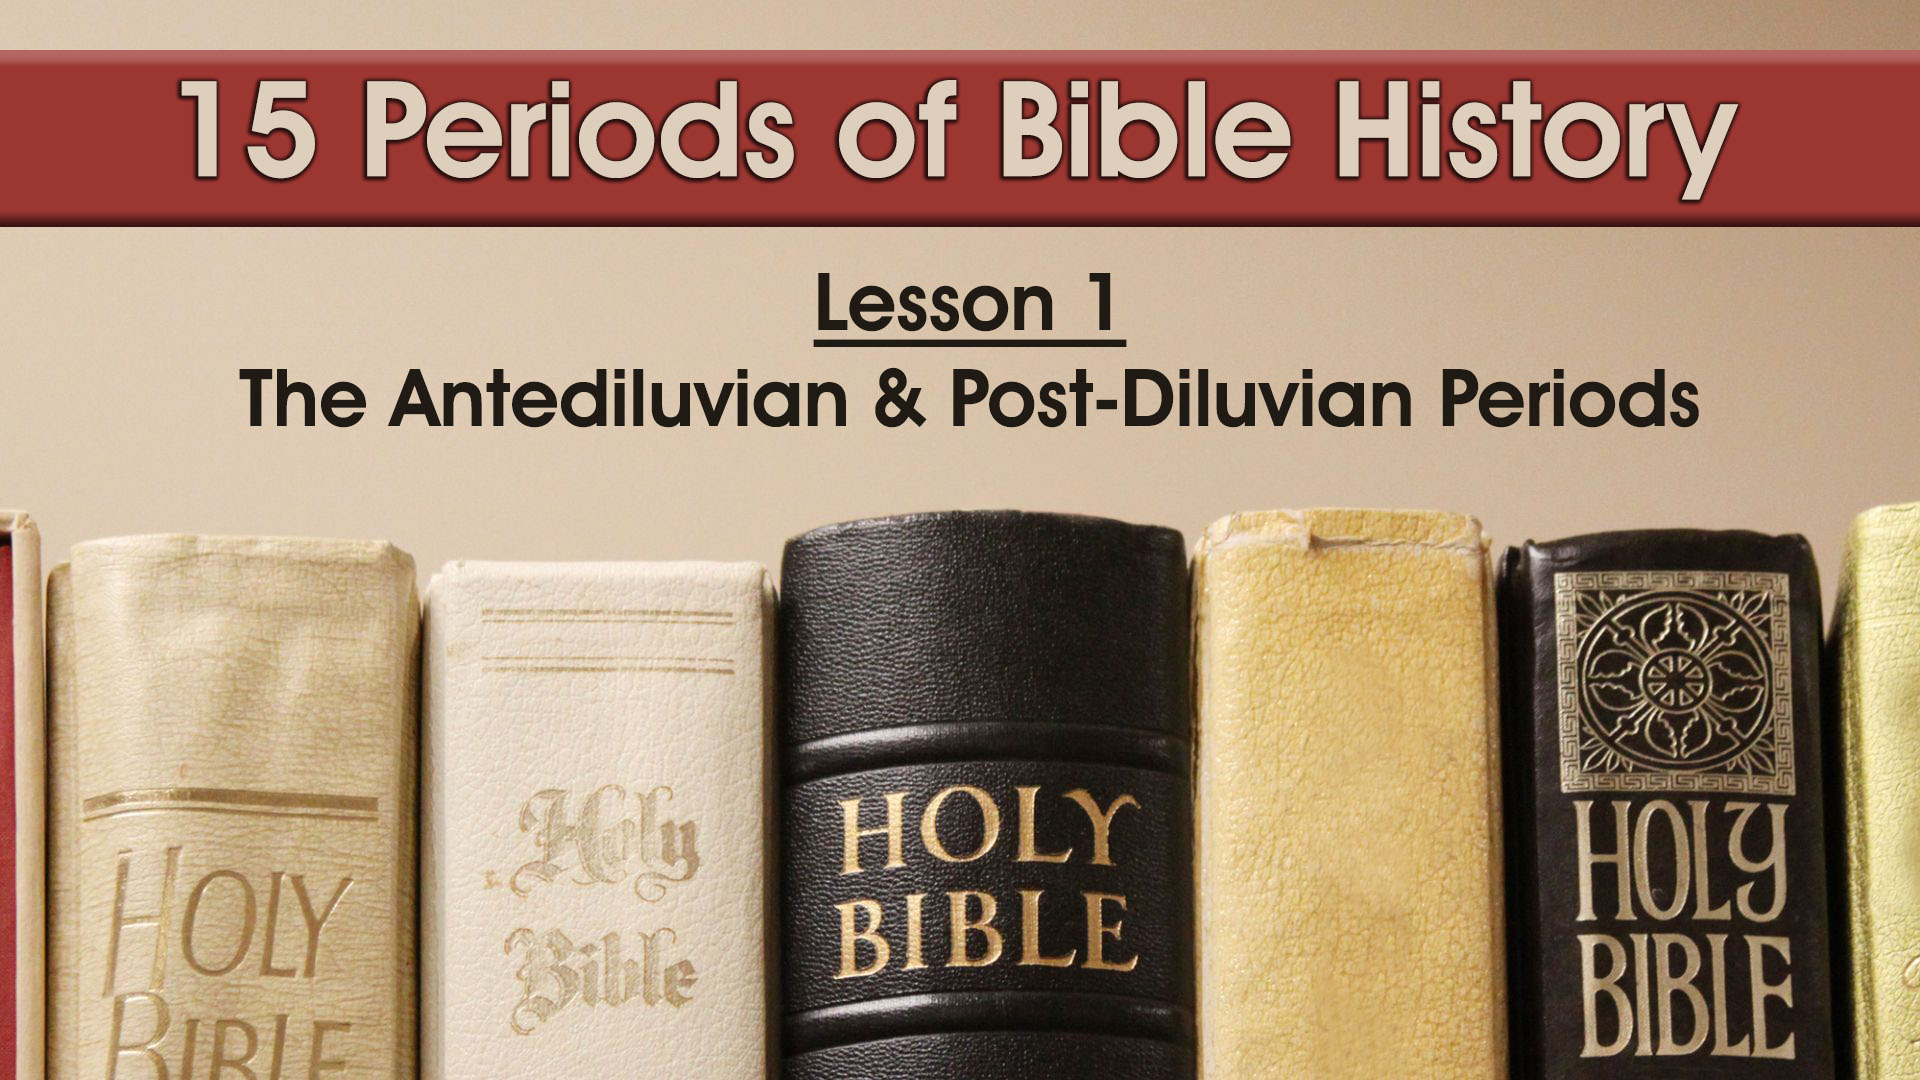 15 Periods of Bible History
Lesson 1
The Antediluvian & Post-Diluvian Periods
HOLY
BIBLE
Holy
Bible
HOLY
BIBLE
HOLY
BIBLE